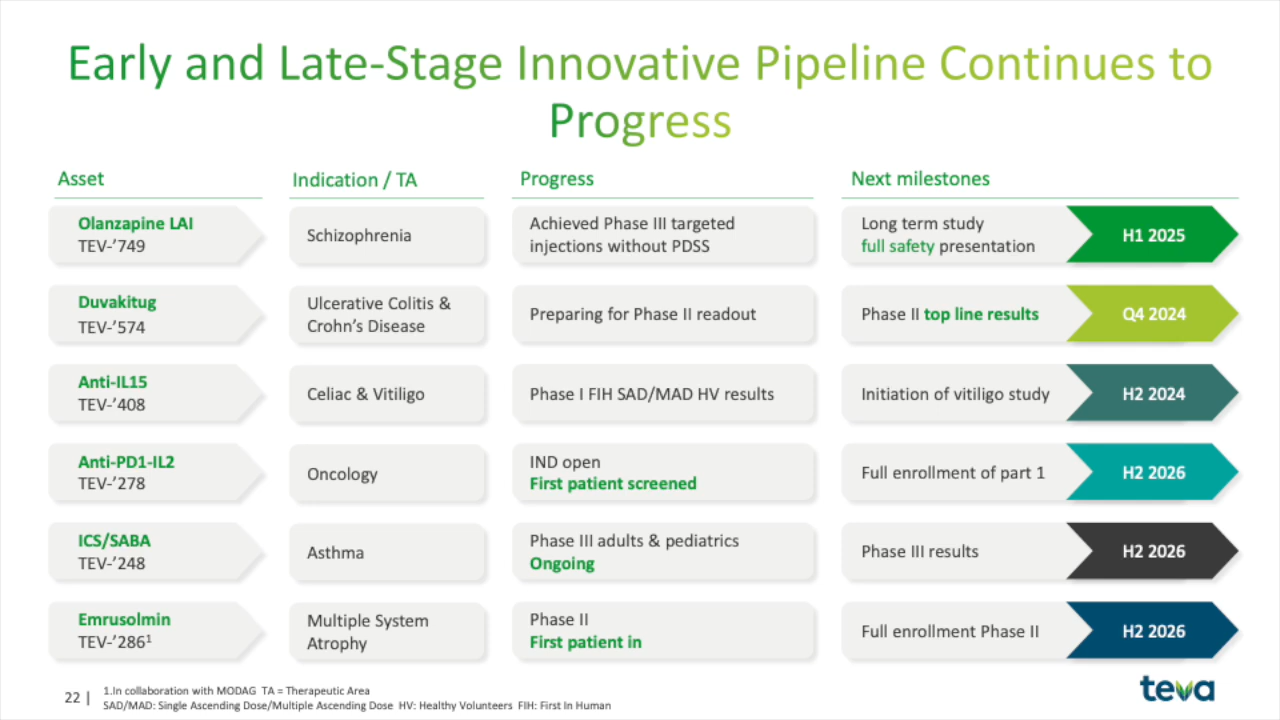 Early and Late-Stage Innovative Pipeline Continues to
Progress
Asset
Indication / TA
Progress
Next milestones
Olanzapine LAI
TEV-’749
Schizophrenia
Achieved Phase III targeted
injections without PDSS
Long term study
full safety presentation
H1 2025
Duvakitug
TEV-’574
Ulcerative Colitis &
Crohn’s Disease
Preparing for Phase II readout
Phase II top line results
Q4 2024
Anti-IL15
TEV-’408
Celiac & Vitiligo
Phase I FIH SAD/MAD HV results
Initiation of vitiligo study
H2 2024
Anti-PD1-IL2
TEV-’278
Oncology
IND open
First patient screened
Full enrollment of part 1
H2 2026
ICS/SABA
TEV-’248
Asthma
Phase III adults & pediatrics
Ongoing
Phase III results
H2 2026
Emrusolmin
TEV-’286¹
Multiple System
Atrophy
Phase II
First patient in
Full enrollment Phase II
H2 2026
22 |
1.In collaboration with MODAG TA = Therapeutic Area
SAD/MAD: Single Ascending Dose/Multiple Ascending Dose HV: Healthy Volunteers FIH: First In Human
teva